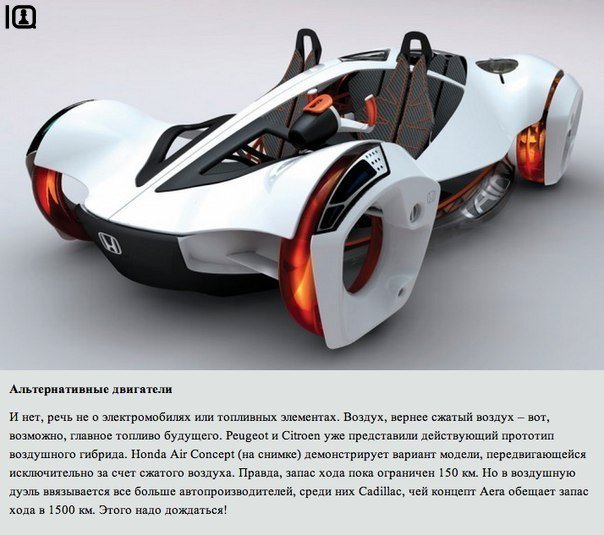 IQ
Альтернативные двигатели
И нет, речь не о электромобилях или топливных элементах. Воздух, вернее сжатый воздух – вот,
возможно, главное топливо будущего. Peugeot и Citroen уже представили действующий прототип
воздушного гибрида. Honda Air Concept (на снимке) демонстрирует вариант модели, передвигающейся
исключительно за счет сжатого воздуха. Правда, запас хода пока ограничен 150 км. Но в воздушную
дуэль ввязывается все больше автопроизводителей, среди них Cadillac, чей концепт Aera обещает запас
хода в 1500 км. Этого надо дождаться!